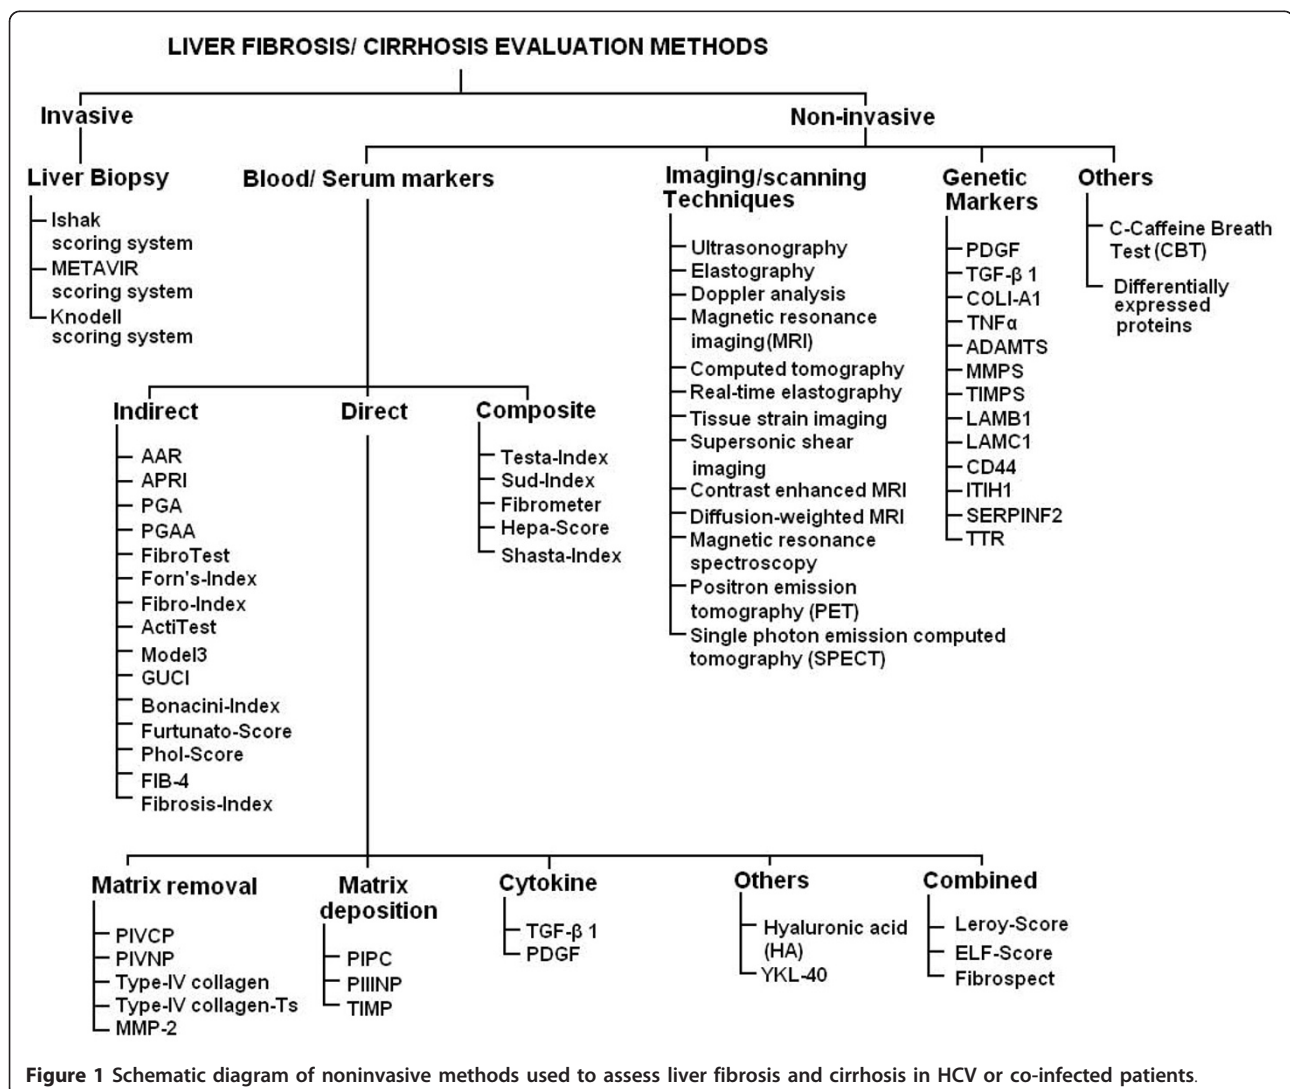 LIVER FIBROSIS/ CIRRHOSIS EVALUATION METHODS
Invasive
Non-invasive
Liver Biopsy
Ishak
scoring system
METAVIR
scoring system
Knodell
scoring system
Blood/ Serum markers
Indirect
AAR
APRI
PGA
PGAA
FibroTest
Forn's-Index
Fibro-Index
ActiTest
Model3
GUCI
Bonacini-Index
Furtunato-Score
Phol-Score
FIB-4
Fibrosis-Index
Direct
Composite
Testa-Index
Sud-Index
Fibrometer
Hepa-Score
Shasta-Index
Imaging/scanning
Techniques
Ultrasonography
Elastography
Doppler analysis
Magnetic resonance
imaging(MRI)
Computed tomography
Real-time elastography
Tissue strain imaging
Supersonic shear
imaging
Contrast enhanced MRI
Diffusion-weighted MRI
Magnetic resonance
spectroscopy
Positron emission
tomography (PET)
Single photon emission computed
tomography (SPECT)
Genetic
Markers
PDGF
TGF-β 1
COLI-A1
TNFα
ADAMTS
MMPS
TIMPS
LAMB1
LAMC1
CD44
ITIH1
SERPINF2
TTR
Others
C-Caffeine Breath
Test (CBT)
Differentially
expressed
proteins
Matrix removal
PIVCP
PIVNP
Type-IV collagen
Type-IV collagen-Ts
MMP-2
Matrix
deposition
PIPC
PIIINP
TIMP
Cytokine
TGF-β 1
PDGF
Others
Hyaluronic acid
(HA)
YKL-40
Combined
Leroy-Score
ELF-Score
Fibrospect
Figure 1 Schematic diagram of noninvasive methods used to assess liver fibrosis and cirrhosis in HCV or co-infected patients.